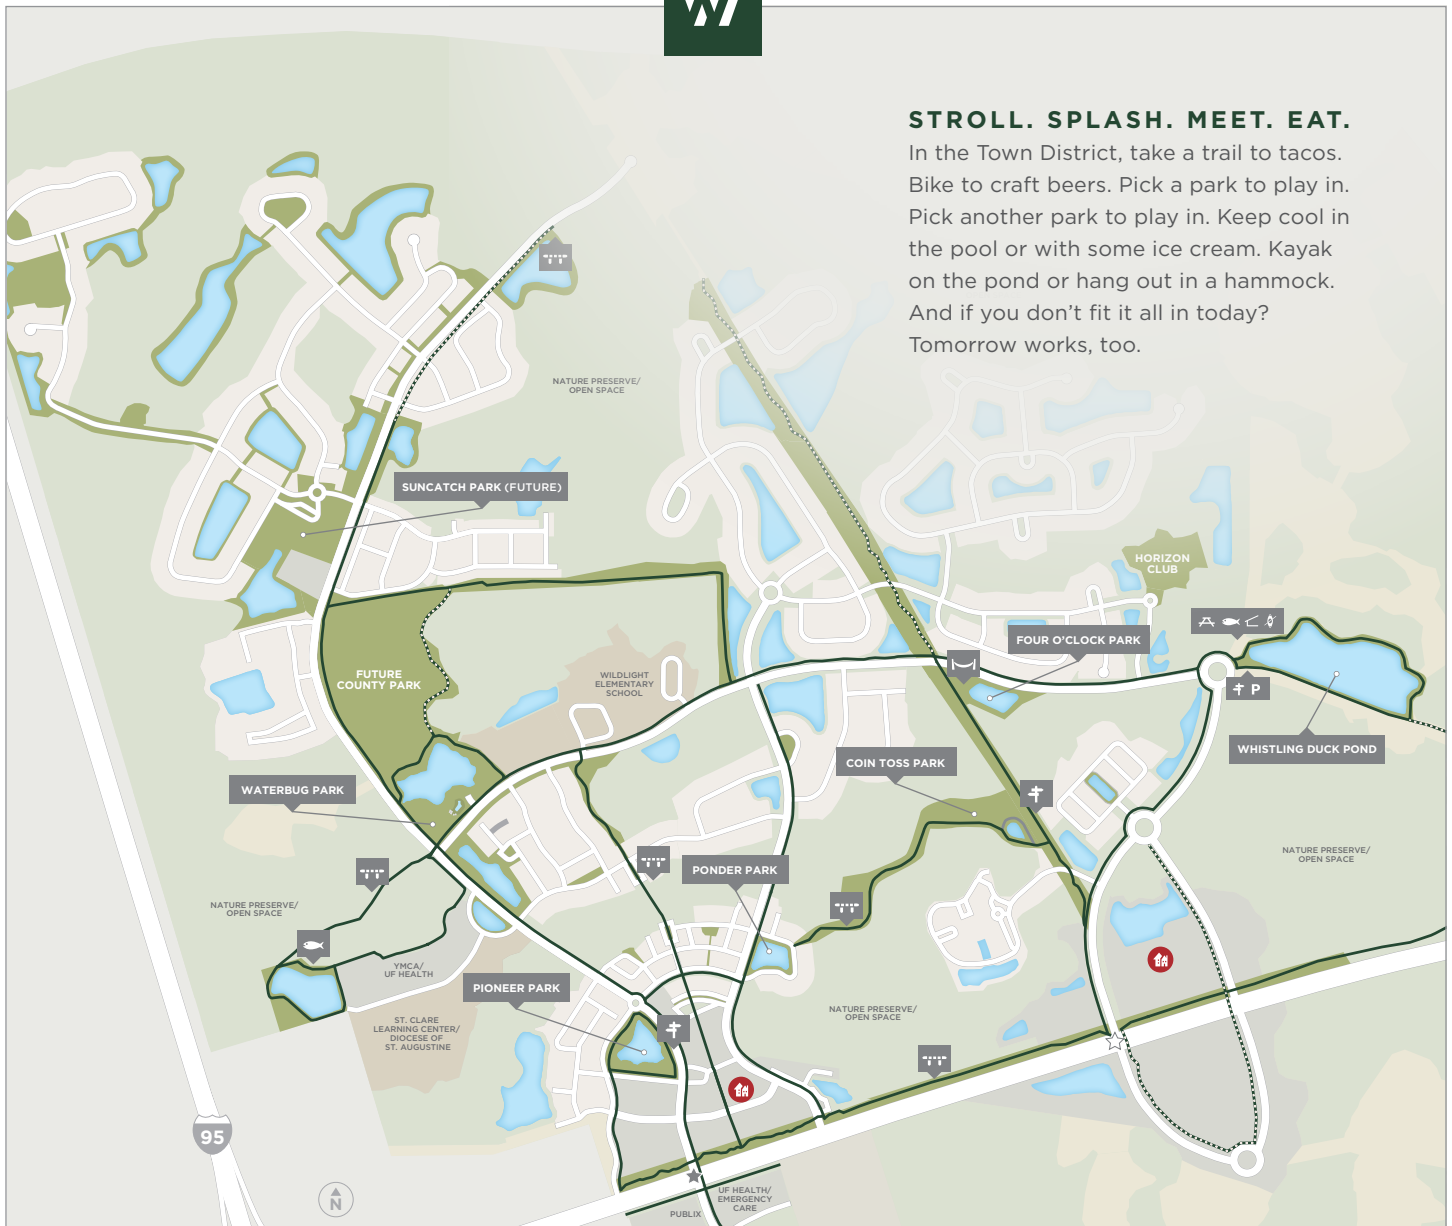 W
STROLL. SPLASH. MEET. EAT.
In the Town District, take a trail to tacos.
Bike to craft beers. Pick a park to play in.
Pick another park to play in. Keep cool in
the pool or with some ice cream. Kayak
on the pond or hang out in a hammock.
And if you don’t fit it all in today?
Tomorrow works, too.
NATURE PRESERVE/
OPEN SPACE
SUNCATCH PARK (FUTURE)
HORIZON
CLUB
FOUR O’CLOCK PARK
FUTURE
COUNTY PARK
WILDLIGHT
ELEMENTARY
SCHOOL
P
WHISTLING DUCK POND
COIN TOSS PARK
WATERBUG PARK
NATURE PRESERVE/
OPEN SPACE
PONDER PARK
NATURE PRESERVE/
OPEN SPACE
YMCA/
UF HEALTH
PIONEER PARK
NATURE PRESERVE/
OPEN SPACE
ST. CLARE
LEARNING CENTER/
DIOCESE OF
ST. AUGUSTINE
95
N
UF HEALTH/
EMERGENCY
CARE
PUBLIX